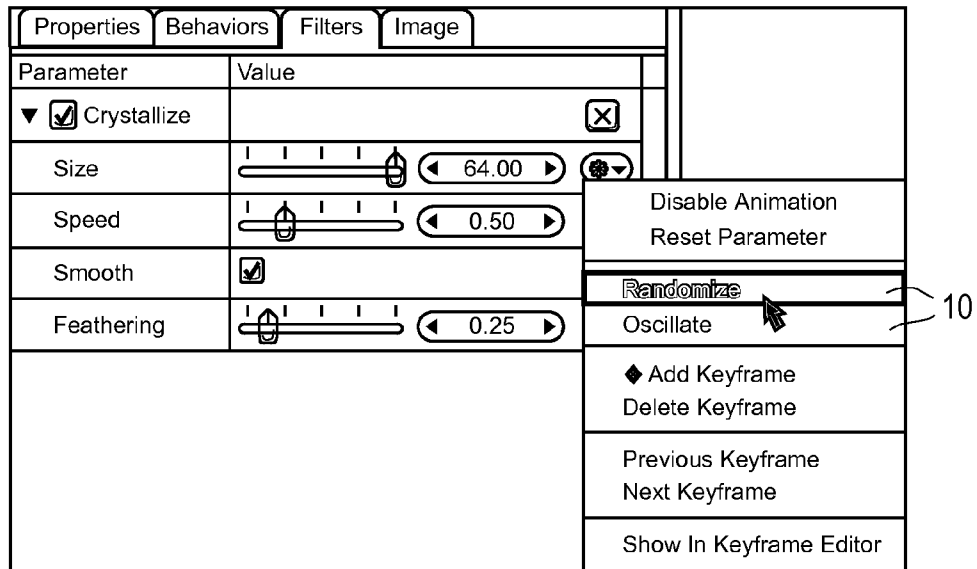 Properties Behaviors Filters Image
Parameter Value
Crystallize
Size 64.00
Speed 0.50
Smooth
Feathering 0.25
Disable Animation
Reset Parameter
Randomize
Oscillate
10
Add Keyframe
Delete Keyframe
Previous Keyframe
Next Keyframe
Show In Keyframe Editor